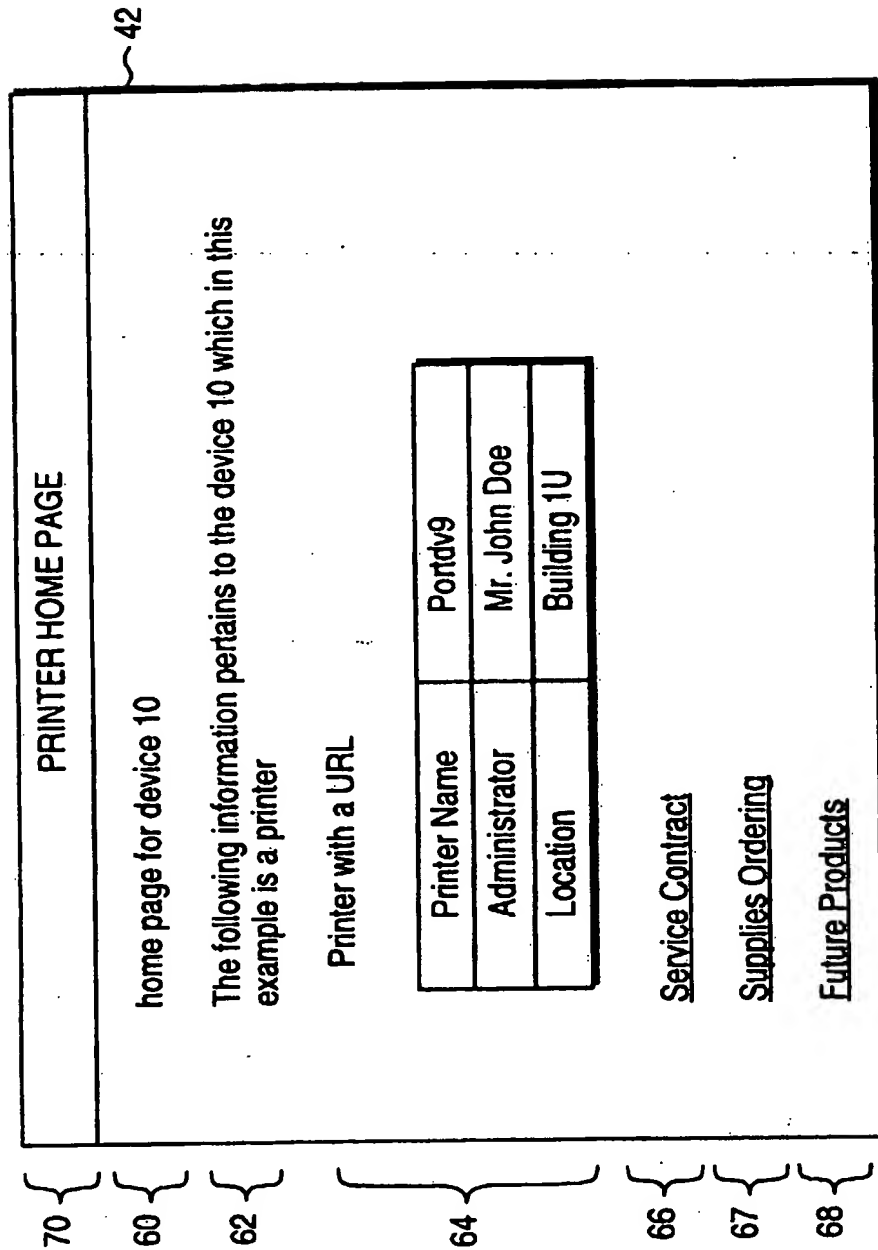 PRINTER HOME PAGE
42
70
home page for device 10
60
The following information pertains to the device 10 which in this
example is a printer
62
Printer with a URL
Printer Name Portdv9
Administrator Mr. John Doe
Location Building 1U
64
Service Contract
66
Supplies Ordering
67
Future Products
68